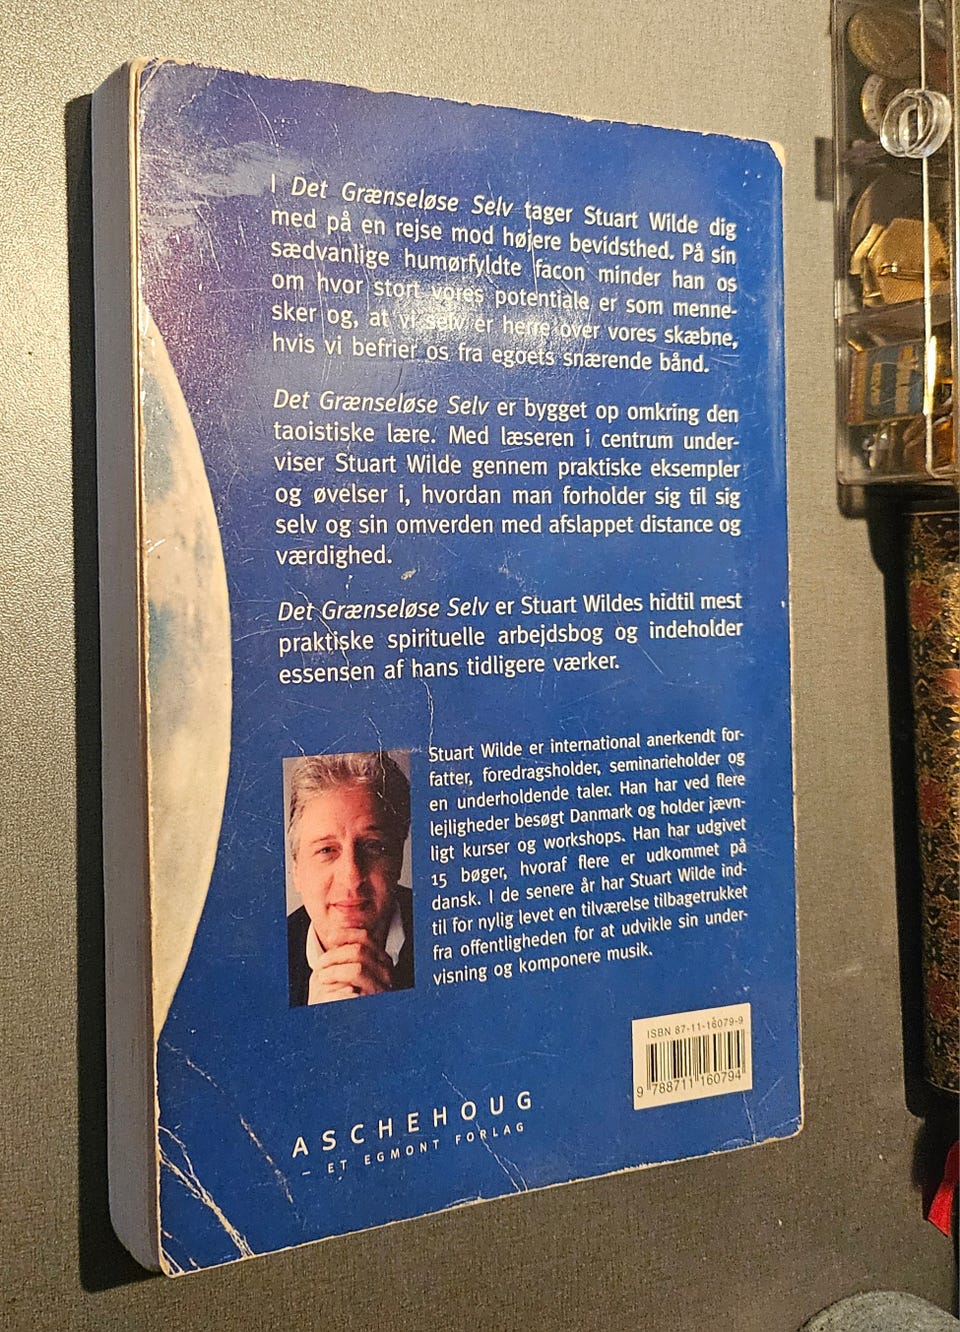 I Det Grænseløse Selv tager Stuart Wilde dig
med på en rejse mod højere bevidsthed. På sin
sædvanlige humørfyldte facon minder han os
om hvor stort vores potentiale er som menne-
sker og, at vi selv er herre over vores skæbne,
hvis vi befrier os fra egoets snærende bånd.
Det Grænseløse Selv er bygget op omkring den
taoistiske lære. Med læseren i centrum under-
viser Stuart Wilde gennem praktiske eksempler
og øvelser i, hvordan man forholder sig til sig
selv og sin omverden med afslappet distance og
værdighed.
Det Grænseløse Selv er Stuart Wildes hidtil mest
praktiske spirituelle arbejdsbog og indeholder
essensen af hans tidligere værker.
Stuart Wilde er international anerkendt for-
fatter, foredragsholder, seminarieholder og
en underholdende taler. Han har ved flere
lejligheder besøgt Danmark og holder jævn-
ligt kurser og workshops. Han har udgivet
15 bøger, hvoraf flere er udkommet på
dansk. I de senere år har Stuart Wilde ind-
til for nylig levet en tilværelse tilbagetrukket
fra offentligheden for at udvikle sin under-
visning og komponere musik.
ISBN 87-11-16079-9
9 788711 160794
ASCHEHOUG
– ET EGMONT FORLAG